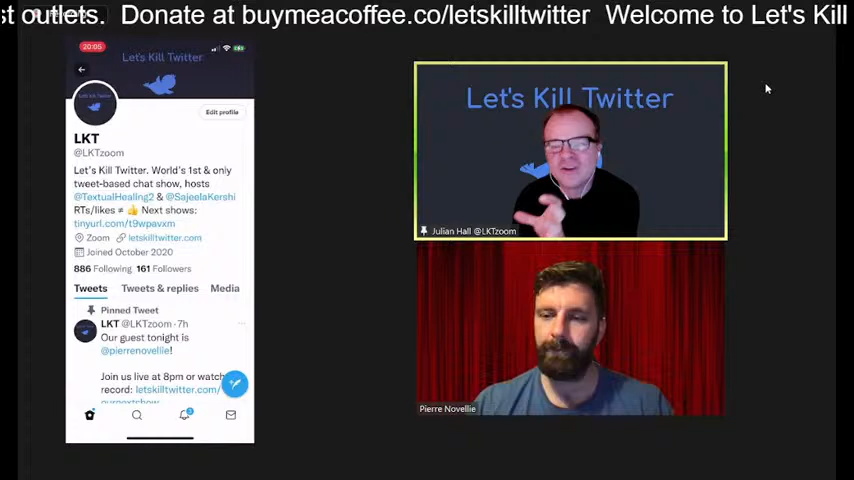 st outlets.  Donate at buymeacoffee.co/letskilltwitter  Welcome to Let's Kill
20:05
Let's Kill Twitter
Edit profile
LKT
@LKTzoom
Let's Kill Twitter. World's 1st & only
tweet-based chat show, hosts
@TextualHealing2 & @SajeelaKershi
RTs/likes ≠ 👍 Next shows:
tinyurl.com/t9wpavxm
Zoom letskilltwitter.com
Joined October 2020
886 Following 161 Followers
Tweets Tweets & replies Media
Pinned Tweet
LKT @LKTzoom · 7h
Our guest tonight is
@pierrenovellie!
Join us live at 8pm or watch
record: letskilltwitter.com/
ournextshow
Let's Kill Twitter
Julian Hall @LKTzoom
Pierre Novellie